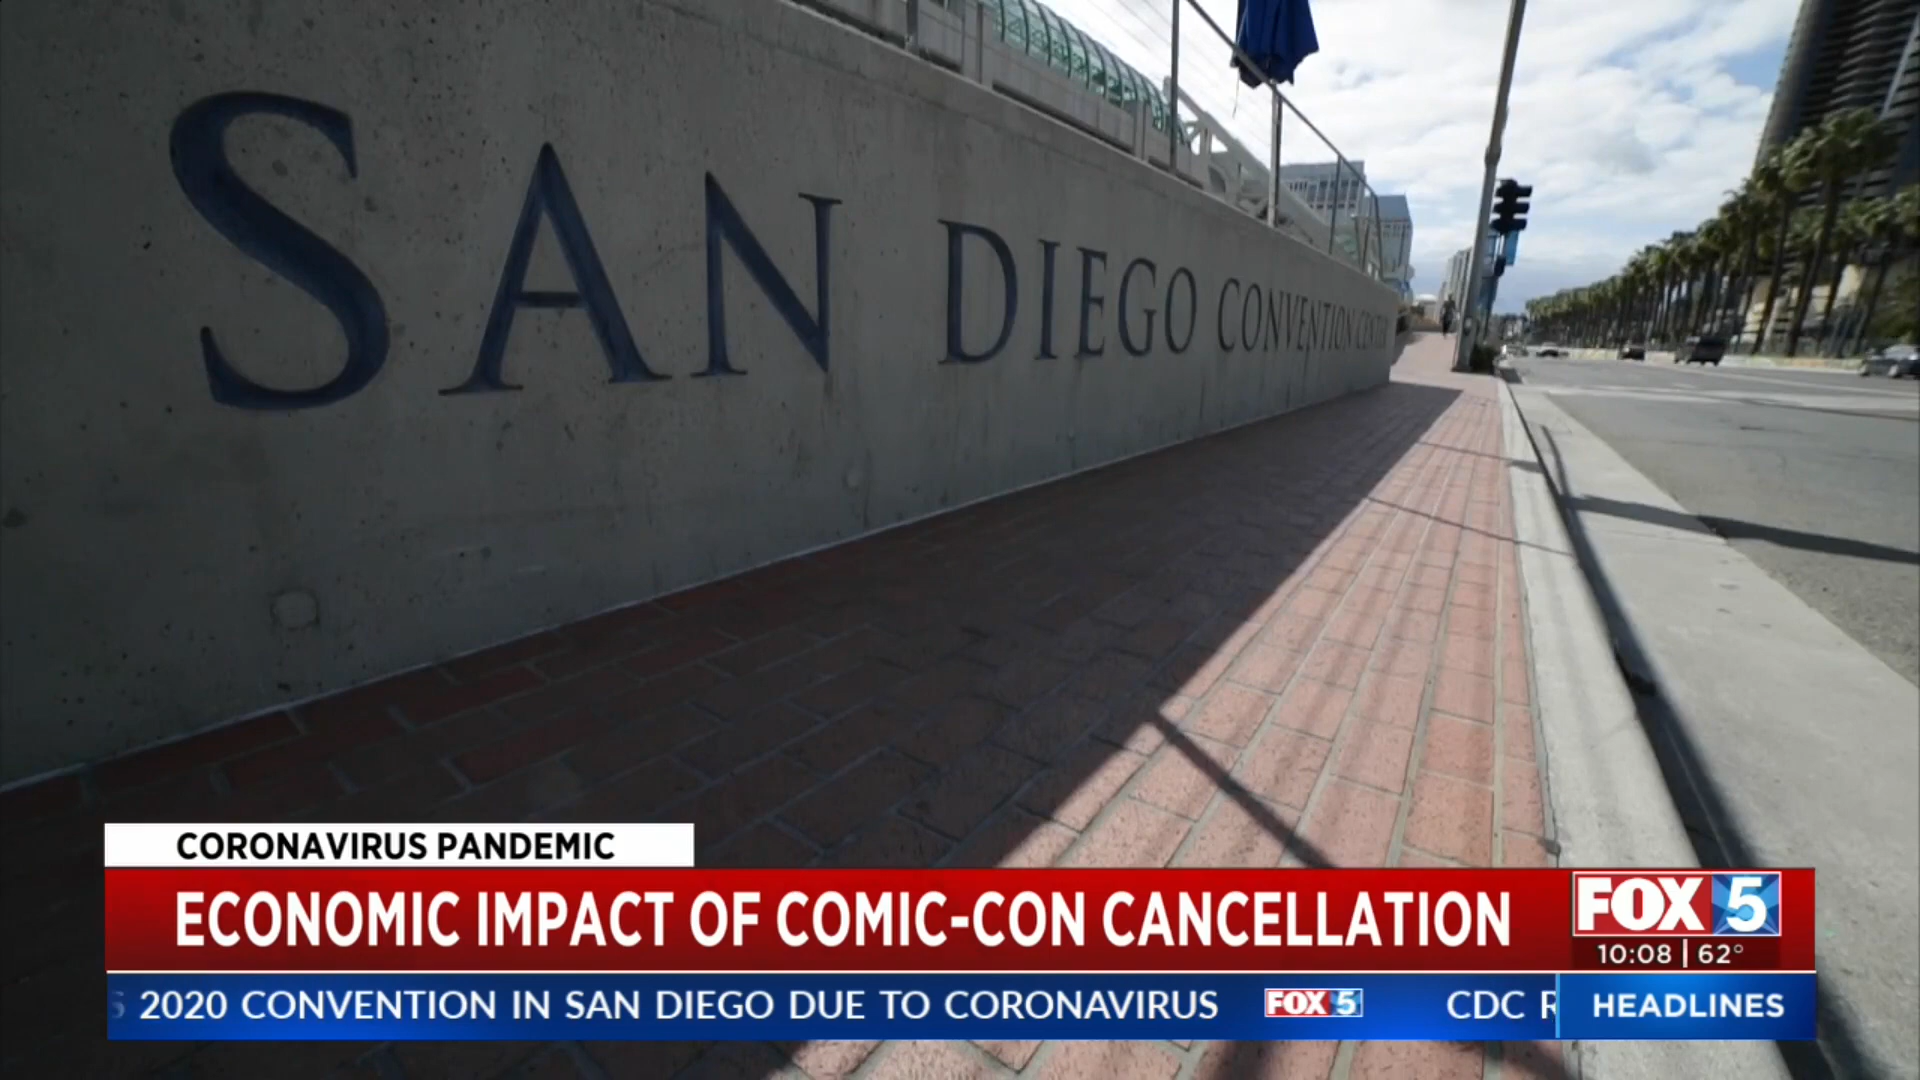 SAN DIEGO CONVENTION CENTER
CORONAVIRUS PANDEMIC
ECONOMIC IMPACT OF COMIC-CON CANCELLATION
FOX 5
10:08 | 62°
2020 CONVENTION IN SAN DIEGO DUE TO CORONAVIRUS FOX 5 CDC
HEADLINES